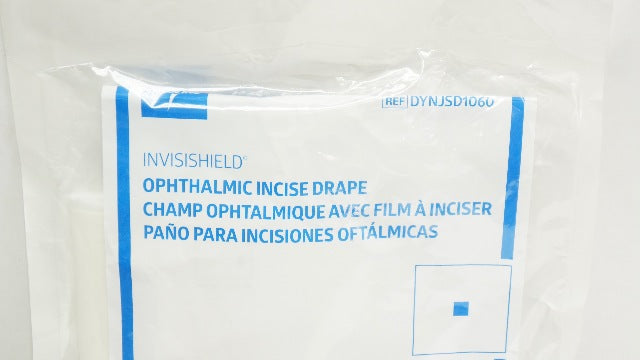 REF DYNJSD1060
INVISISHIELD®
OPHTHALMIC INCISE DRAPE
CHAMP OPHTALMIQUE AVEC FILM À INCISER
PAÑO PARA INCISIONES OFTÁLMICAS